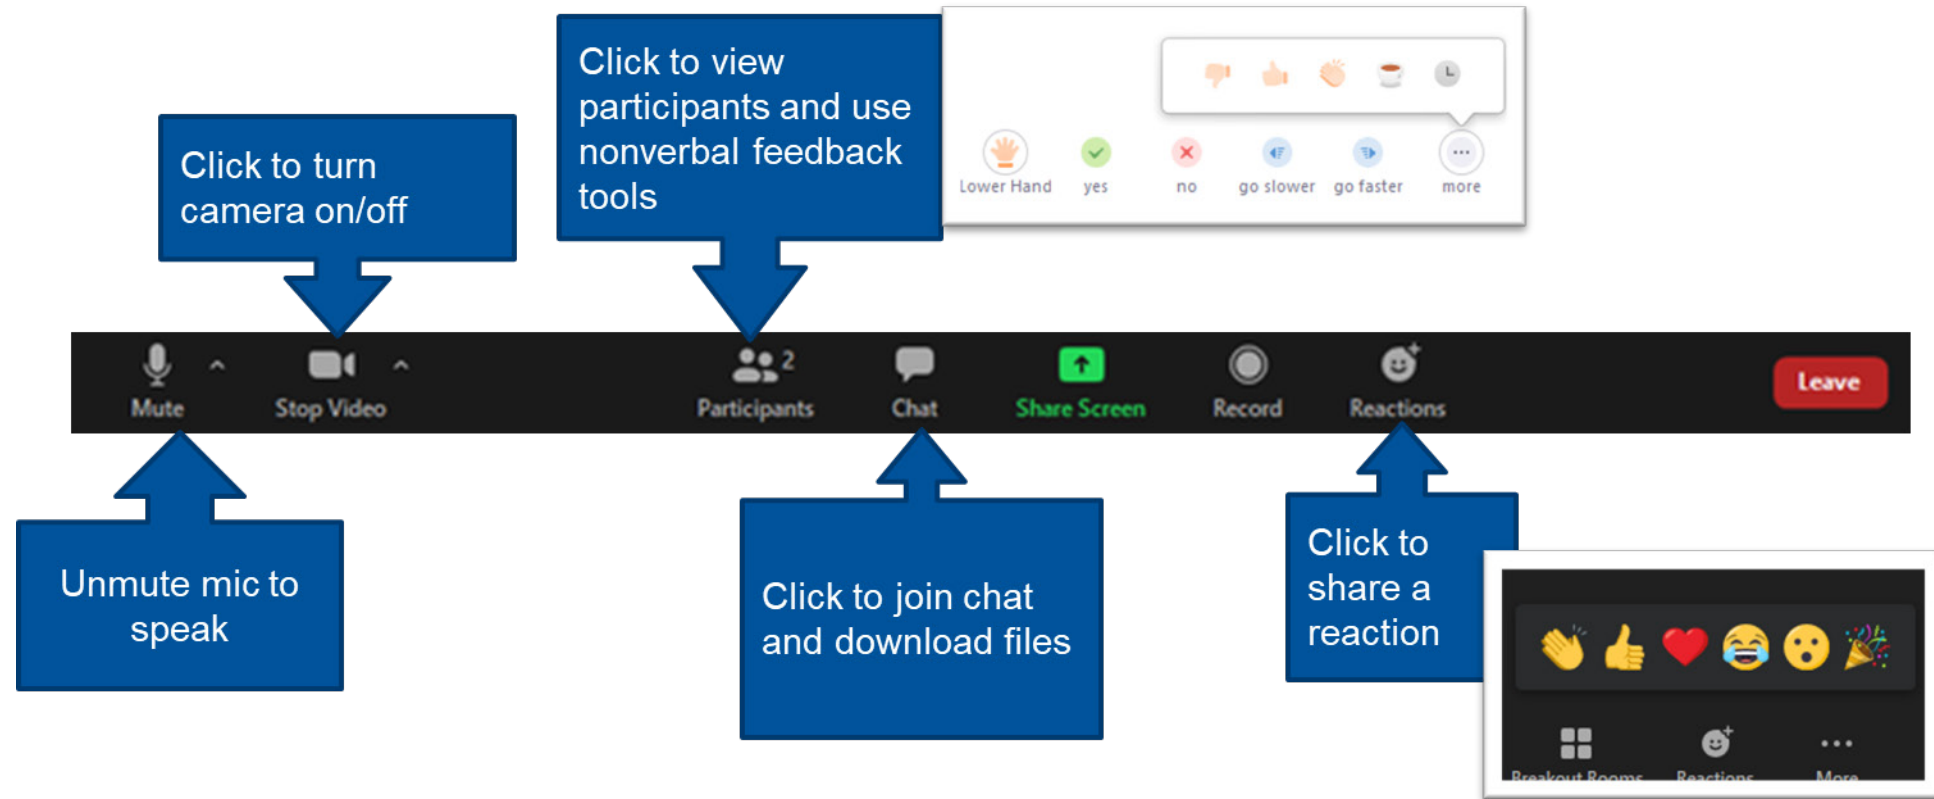 Click to view
participants and use
nonverbal feedback
tools
Click to turn
camera on/off
Lower Hand yes no go slower go faster more
2
Mute Stop Video Participants Chat Share Screen Record Reactions Leave
Unmute mic to
speak
Click to join chat
and download files
Click to
share a
reaction
Breakout Rooms Reactions More